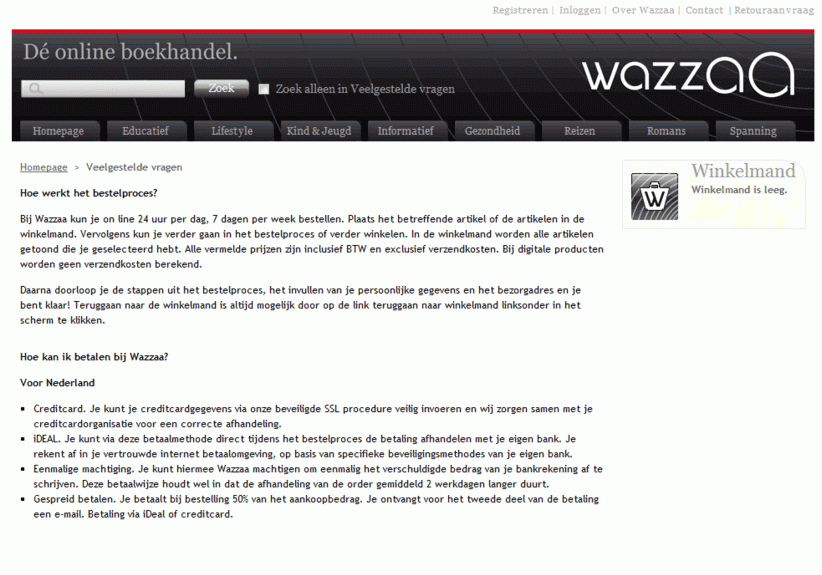 Registreren | Inloggen | Over Wazzaa | Contact | Retouraanvraag
Dé online boekhandel.
wazzaa
Zoek
Zoek alleen in Veelgestelde vragen
Homepage Educatief Lifestyle Kind & Jeugd Informatief Gezondheid Reizen Romans Spanning
Homepage > Veelgestelde vragen
Winkelmand
Winkelmand is leeg.
Hoe werkt het bestelproces?
Bij Wazzaa kun je on line 24 uur per dag, 7 dagen per week bestellen. Plaats het betreffende artikel of de artikelen in de
winkelmand. Vervolgens kun je verder gaan in het bestelproces of verder winkelen. In de winkelmand worden alle artikelen
getoond die je geselecteerd hebt. Alle vermelde prijzen zijn inclusief BTW en exclusief verzendkosten. Bij digitale producten
worden geen verzendkosten berekend.
Daarna doorloop je de stappen uit het bestelproces, het invullen van je persoonlijke gegevens en het bezorgadres en je
bent klaar! Teruggaan naar de winkelmand is altijd mogelijk door op de link teruggaan naar winkelmand linksonder in het
scherm te klikken.
Hoe kan ik betalen bij Wazzaa?
Voor Nederland
Creditcard. Je kunt je creditcardgegevens via onze beveiligde SSL procedure veilig invoeren en wij zorgen samen met je
creditcardorganisatie voor een correcte afhandeling.
iDEAL. Je kunt via deze betaalmethode direct tijdens het bestelproces de betaling afhandelen met je eigen bank. Je
rekent af in je vertrouwde internet betaalomgeving, op basis van specifieke beveiligingsmethodes van je eigen bank.
Eenmalige machtiging. Je kunt hiermee Wazzaa machtigen om eenmalig het verschuldigde bedrag van je bankrekening af te
schrijven. Deze betaalwijze houdt wel in dat de afhandeling van de order gemiddeld 2 werkdagen langer duurt.
Gespreid betalen. Je betaalt bij bestelling 50% van het aankoopbedrag. Je ontvangt voor het tweede deel van de betaling
een e-mail. Betaling via iDeal of creditcard.